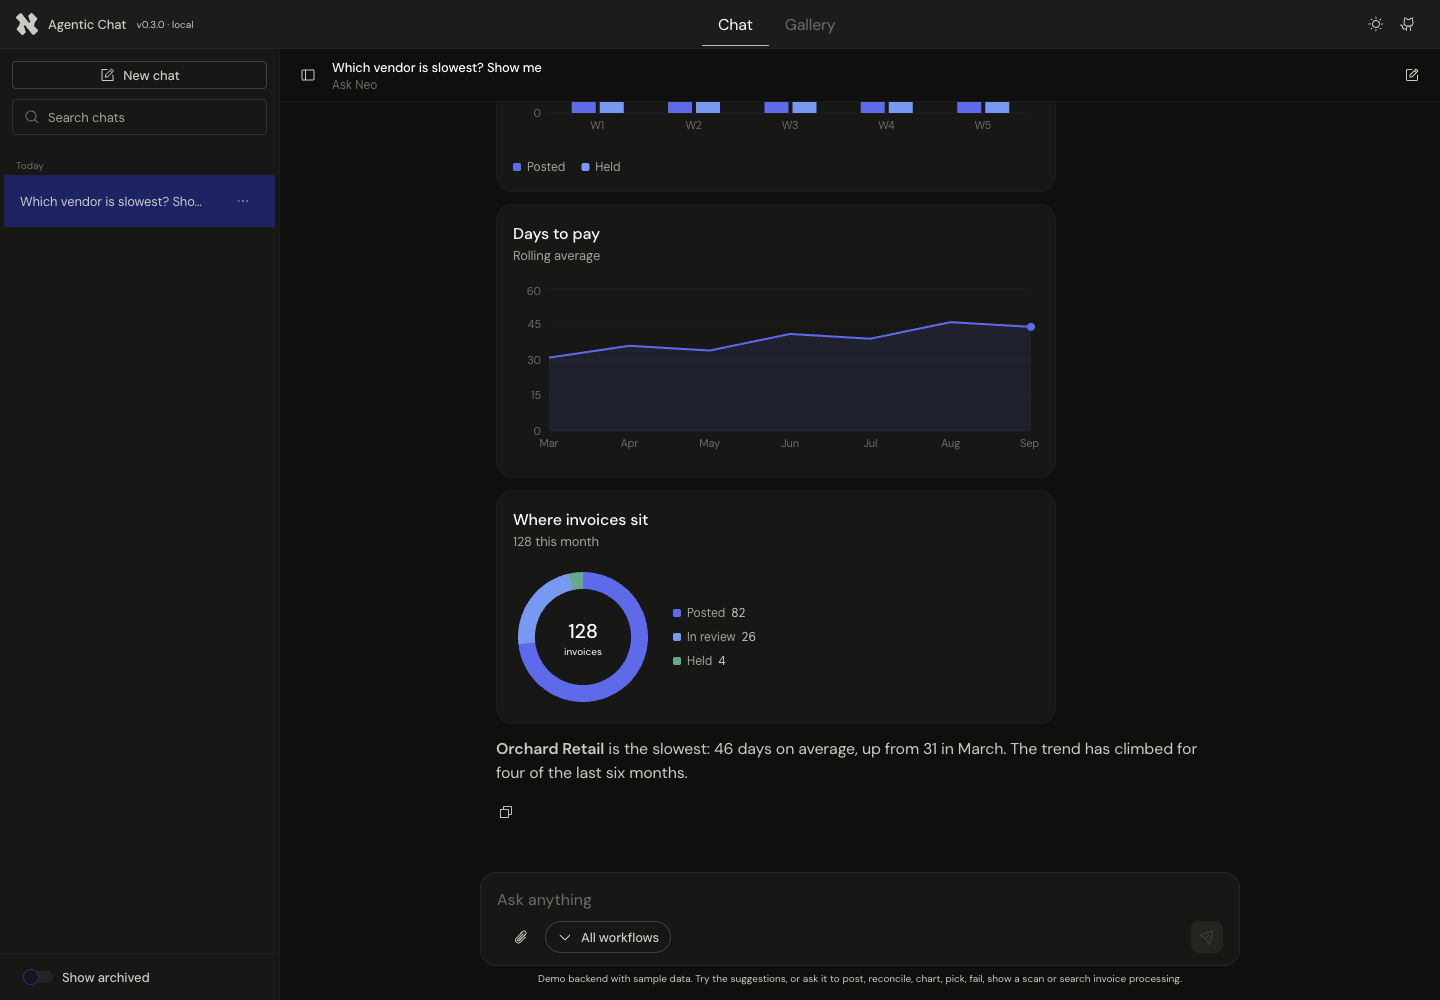 Agentic Chat v0.3.0 · local
Chat Gallery
New chat
Search chats
Today
Which vendor is slowest? Sho... ...
Show archived
Which vendor is slowest? Show me
Ask Neo
0
W1 W2 W3 W4 W5
Posted Held
Days to pay
Rolling average
60
45
30
15
0
Mar Apr May Jun Jul Aug Sep
Where invoices sit
128 this month
128
invoices
Posted 82
In review 26
Held 4
Orchard Retail is the slowest: 46 days on average, up from 31 in March. The trend has climbed for
four of the last six months.
Ask anything
All workflows
Demo backend with sample data. Try the suggestions, or ask it to post, reconcile, chart, pick, fail, show a scan or search invoice processing.